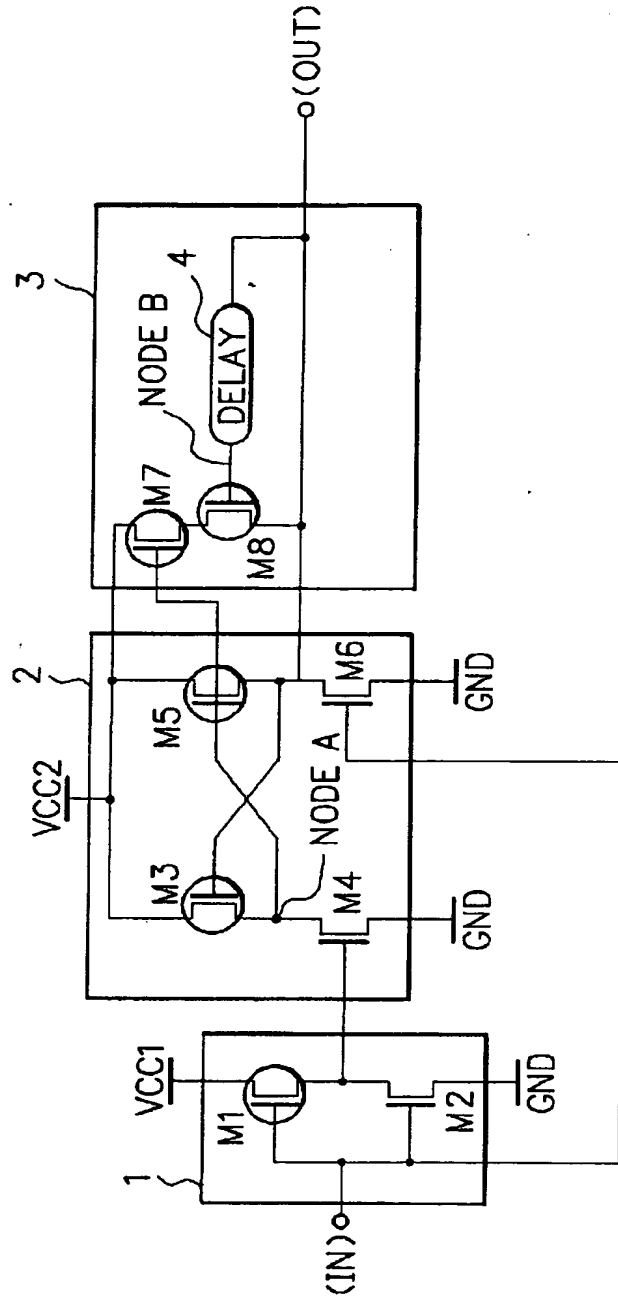 1
2
3
VCC1
VCC2
M1
M2
GND
(IN)
M3
M4
NODE A
GND
M5
M6
GND
M7
M8
NODE B
DELAY
4
(OUT)